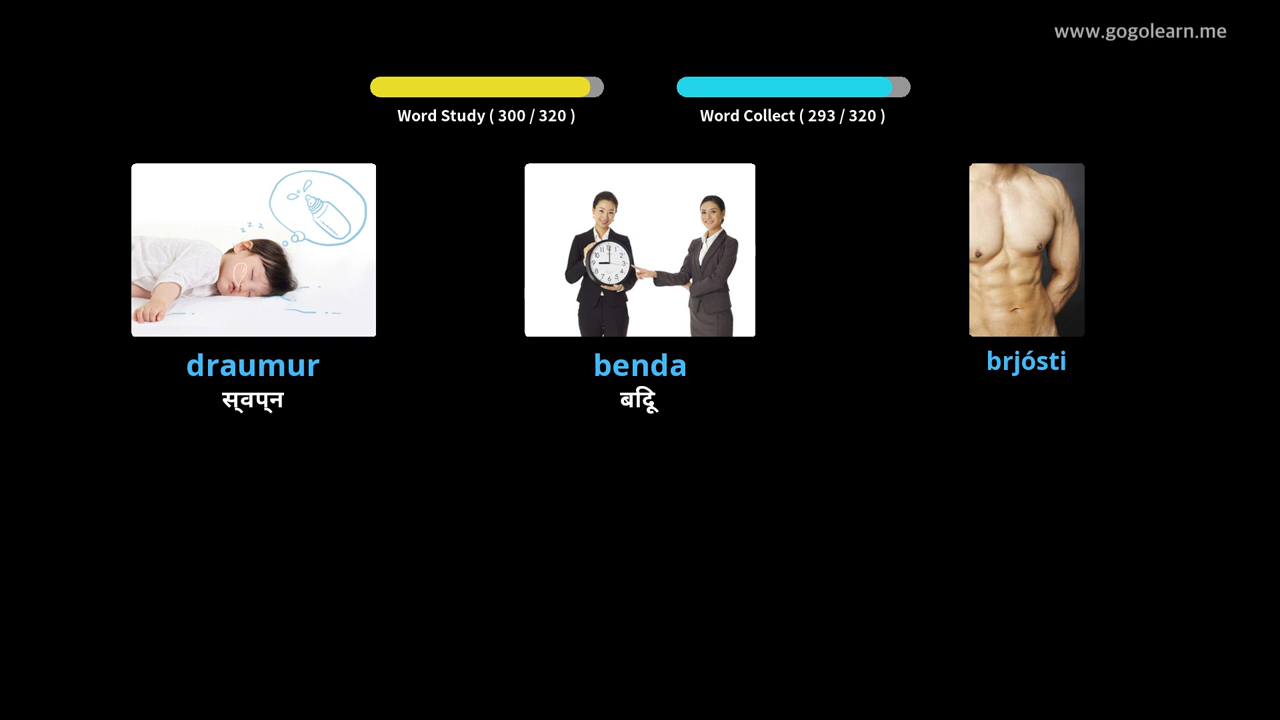 www.gogolearn.me
Word Study ( 300 / 320 )
Word Collect ( 293 / 320 )
draumur
benda
brjósti
स्वप्न
बदिू